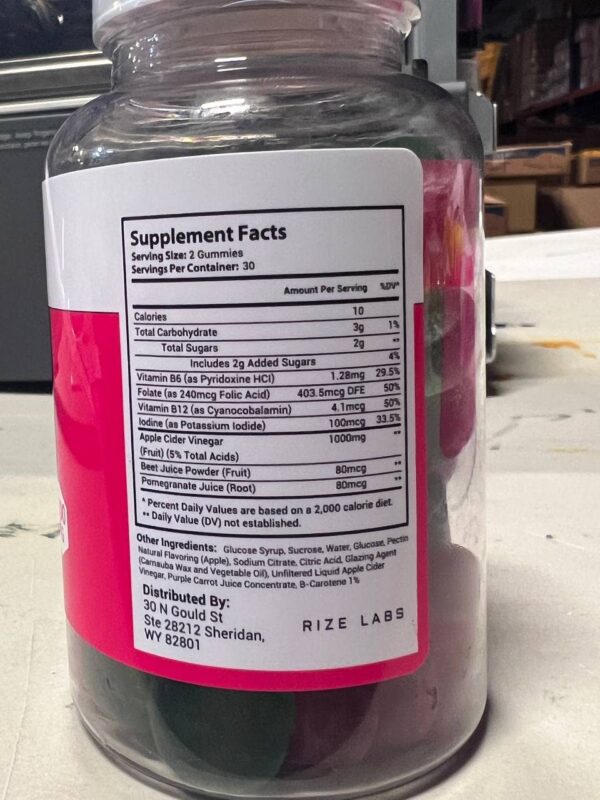 Supplement Facts
Serving Size: 2 Gummies
Servings Per Container: 30
Amount Per Serving %DV*
Calories 10
Total Carbohydrate 3g 1%
Total Sugars 2g **
Includes 2g Added Sugars 4%
Vitamin B6 (as Pyridoxine HCl) 1.28mg 29.5%
Folate (as 240mcg Folic Acid) 403.5mcg DFE 50%
Vitamin B12 (as Cyanocobalamin) 4.1mcg 50%
Iodine (as Potassium Iodide) 100mcg 33.5%
Apple Cider Vinegar 1000mg **
(Fruit) (5% Total Acids)
Beet Juice Powder (Fruit) 80mcg **
Pomegranate Juice (Root) 80mcg **
* Percent Daily Values are based on a 2,000 calorie diet.
** Daily Value (DV) not established.
Other Ingredients: Glucose Syrup, Sucrose, Water, Glucose, Pectin
Natural Flavoring (Apple), Sodium Citrate, Citric Acid, Glazing Agent
(Carnauba Wax and Vegetable Oil), Unfiltered Liquid Apple Cider
Vinegar, Purple Carrot Juice Concentrate, B-Carotene 1%
Distributed By:
30 N Gould St
Ste 28212 Sheridan,
WY 82801
RIZE LABS